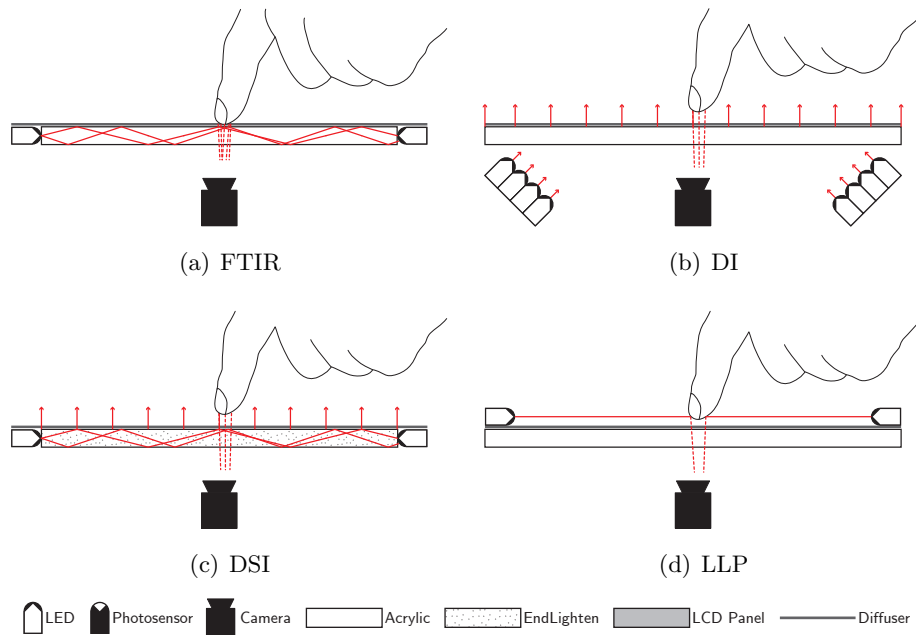 (a) FTIR
(b) DI
(c) DSI
(d) LLP
LED Photosensor Camera Acrylic EndLighten LCD Panel Diffuser